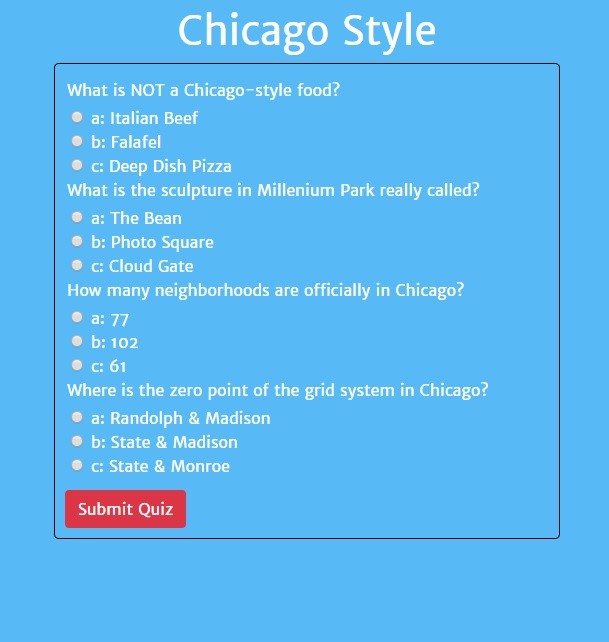 Chicago Style
What is NOT a Chicago-style food?
a: Italian Beef
b: Falafel
c: Deep Dish Pizza
What is the sculpture in Millenium Park really called?
a: The Bean
b: Photo Square
c: Cloud Gate
How many neighborhoods are officially in Chicago?
a: 77
b: 102
c: 61
Where is the zero point of the grid system in Chicago?
a: Randolph & Madison
b: State & Madison
c: State & Monroe
Submit Quiz